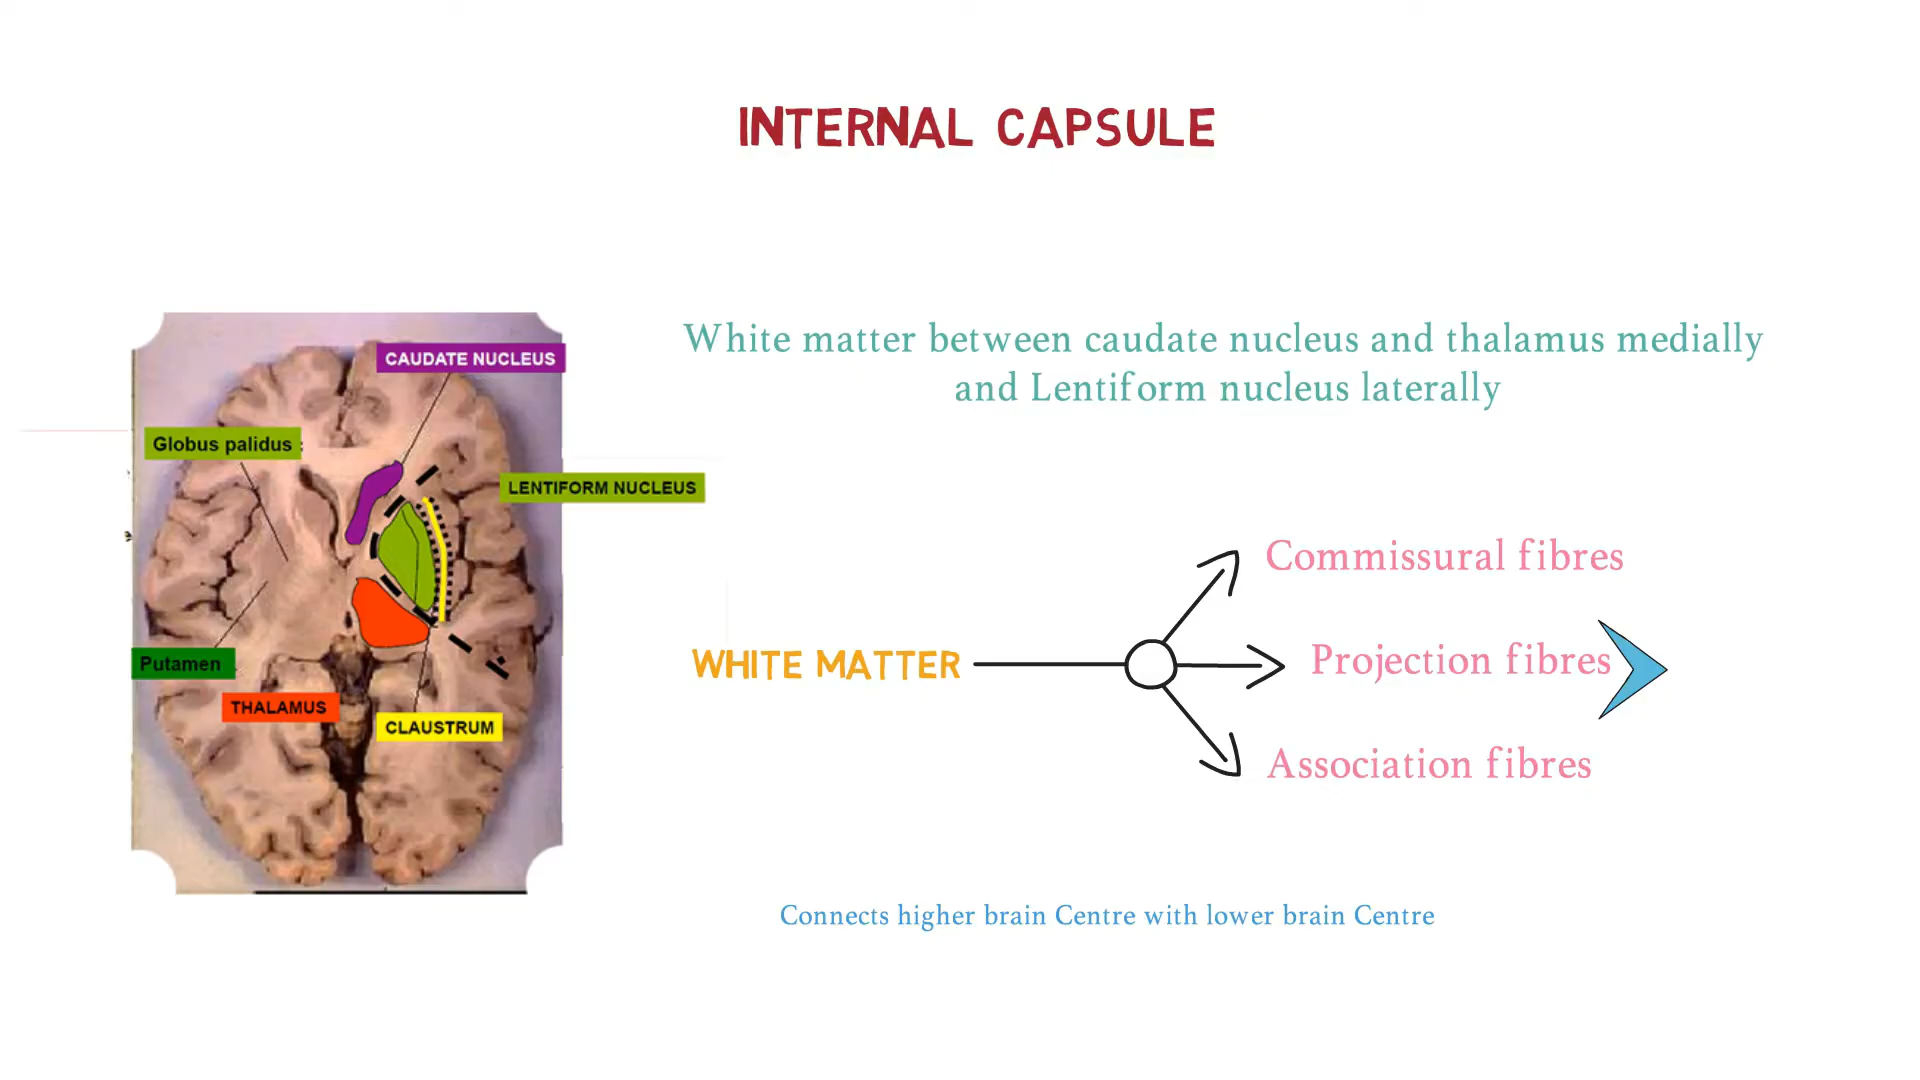 INTERNAL CAPSULE
White matter between caudate nucleus and thalamus medially
and Lentiform nucleus laterally
CAUDATE NUCLEUS
Globus palidus :
LENTIFORM NUCLEUS
Putamen
THALAMUS
CLAUSTRUM
Commissural fibres
WHITE MATTER
Projection fibres
Association fibres
Connects higher brain Centre with lower brain Centre